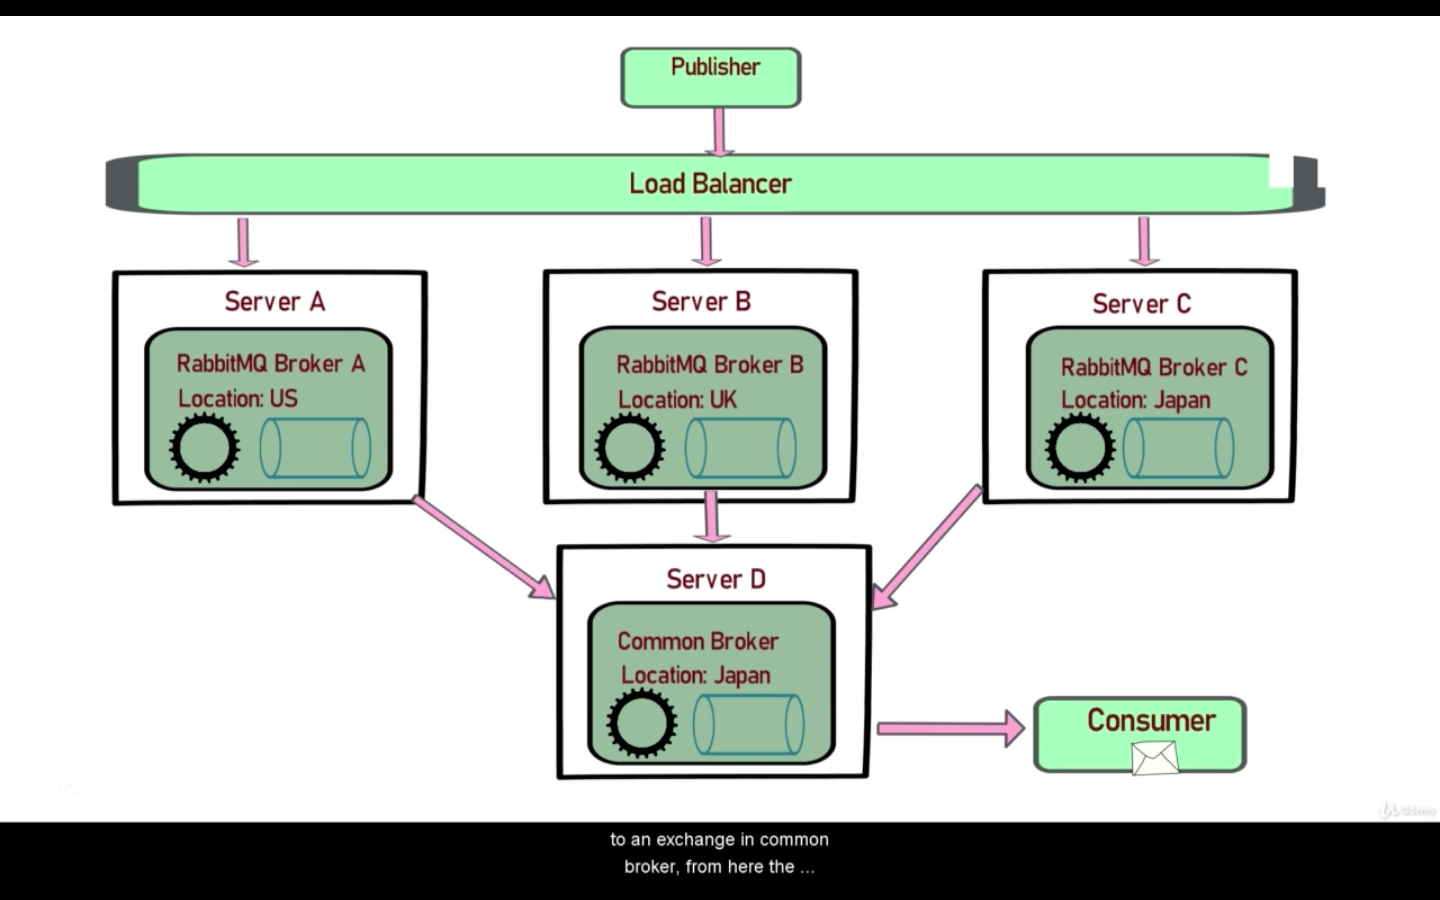 Publisher
Load Balancer
Server A
RabbitMQ Broker A
Location: US
Server B
RabbitMQ Broker B
Location: UK
Server C
RabbitMQ Broker C
Location: Japan
Server D
Common Broker
Location: Japan
Consumer
Udemy
to an exchange in common
broker, from here the ...